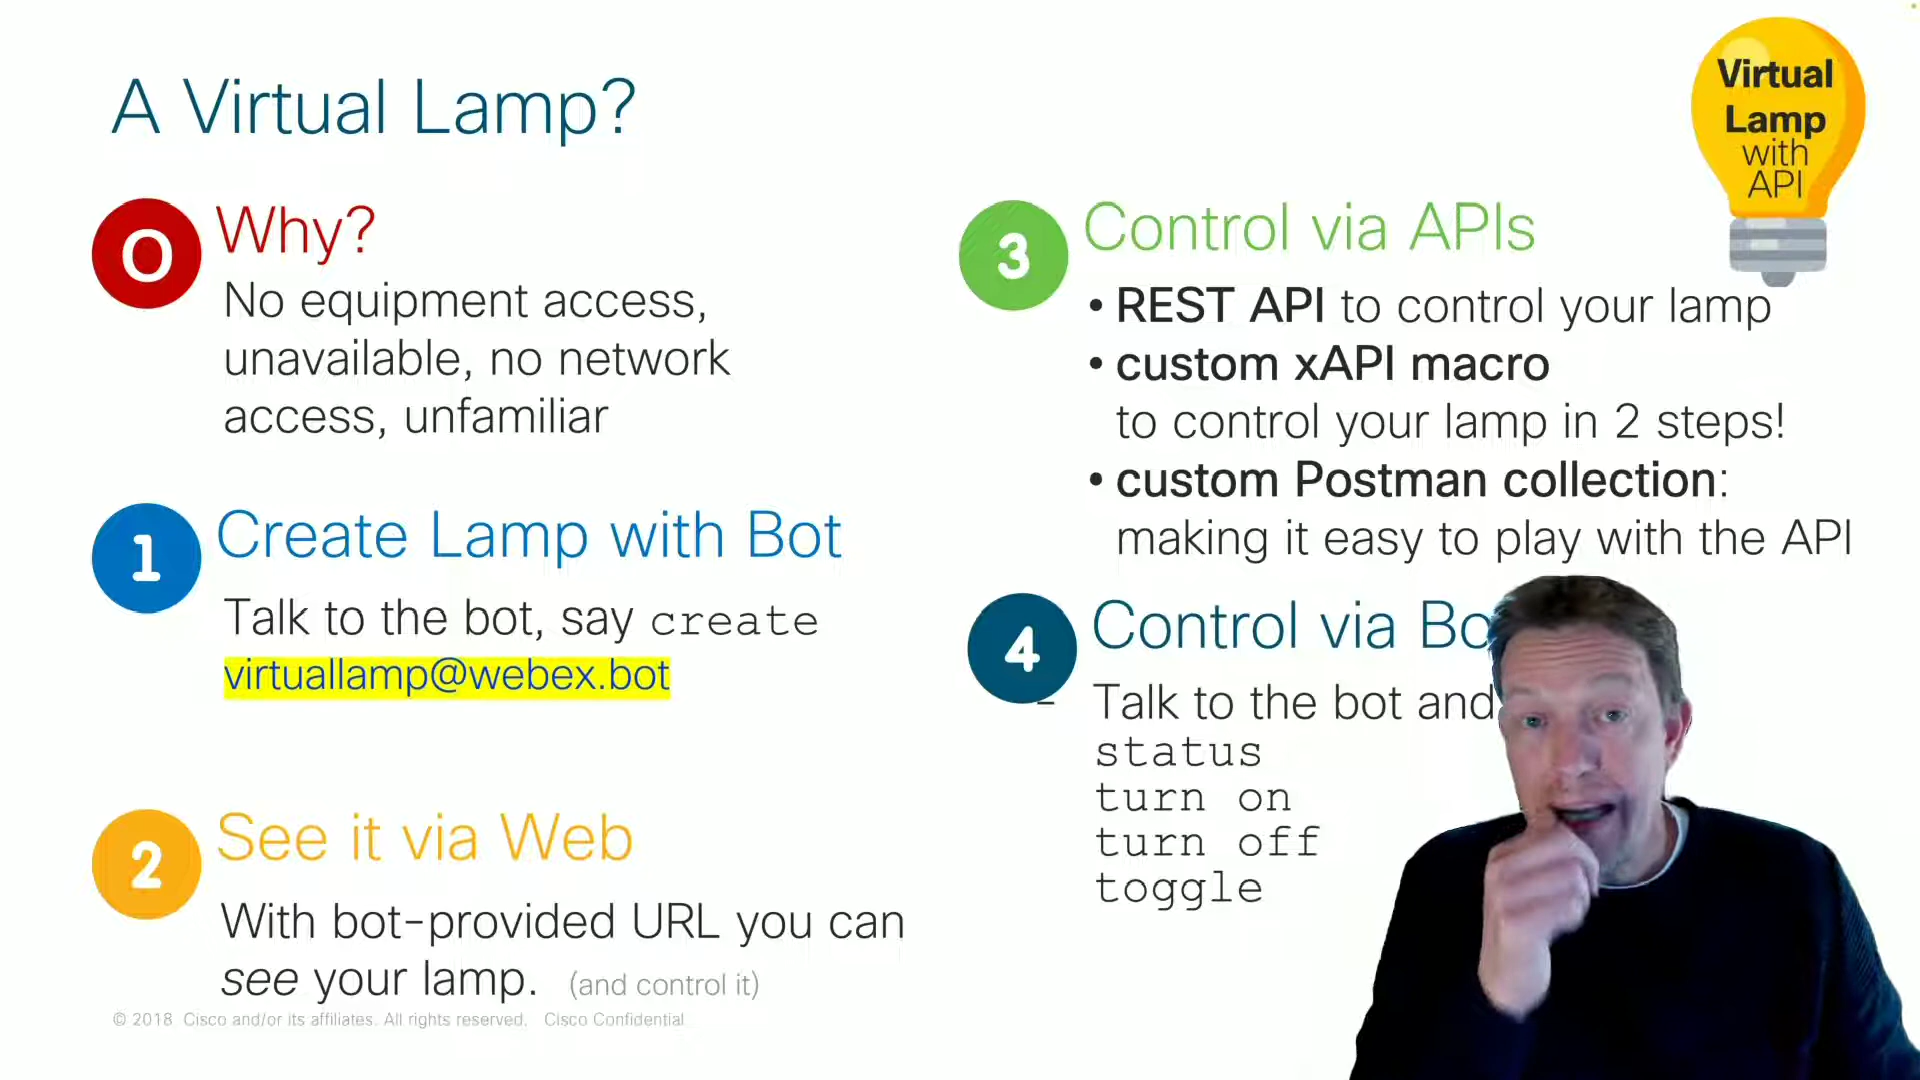 A Virtual Lamp?
Virtual
Lamp
with
API
0
Why?
No equipment access,
unavailable, no network
access, unfamiliar
1
Create Lamp with Bot
Talk to the bot, say create
virtuallamp@webex.bot
2
See it via Web
With bot-provided URL you can
see your lamp. (and control it)
3
Control via APIs
• REST API to control your lamp
• custom xAPI macro
to control your lamp in 2 steps!
• custom Postman collection:
making it easy to play with the API
4
Control via Bo
Talk to the bot and
status
turn on
turn off
toggle
© 2018 Cisco and/or its affiliates. All rights reserved. Cisco Confidential